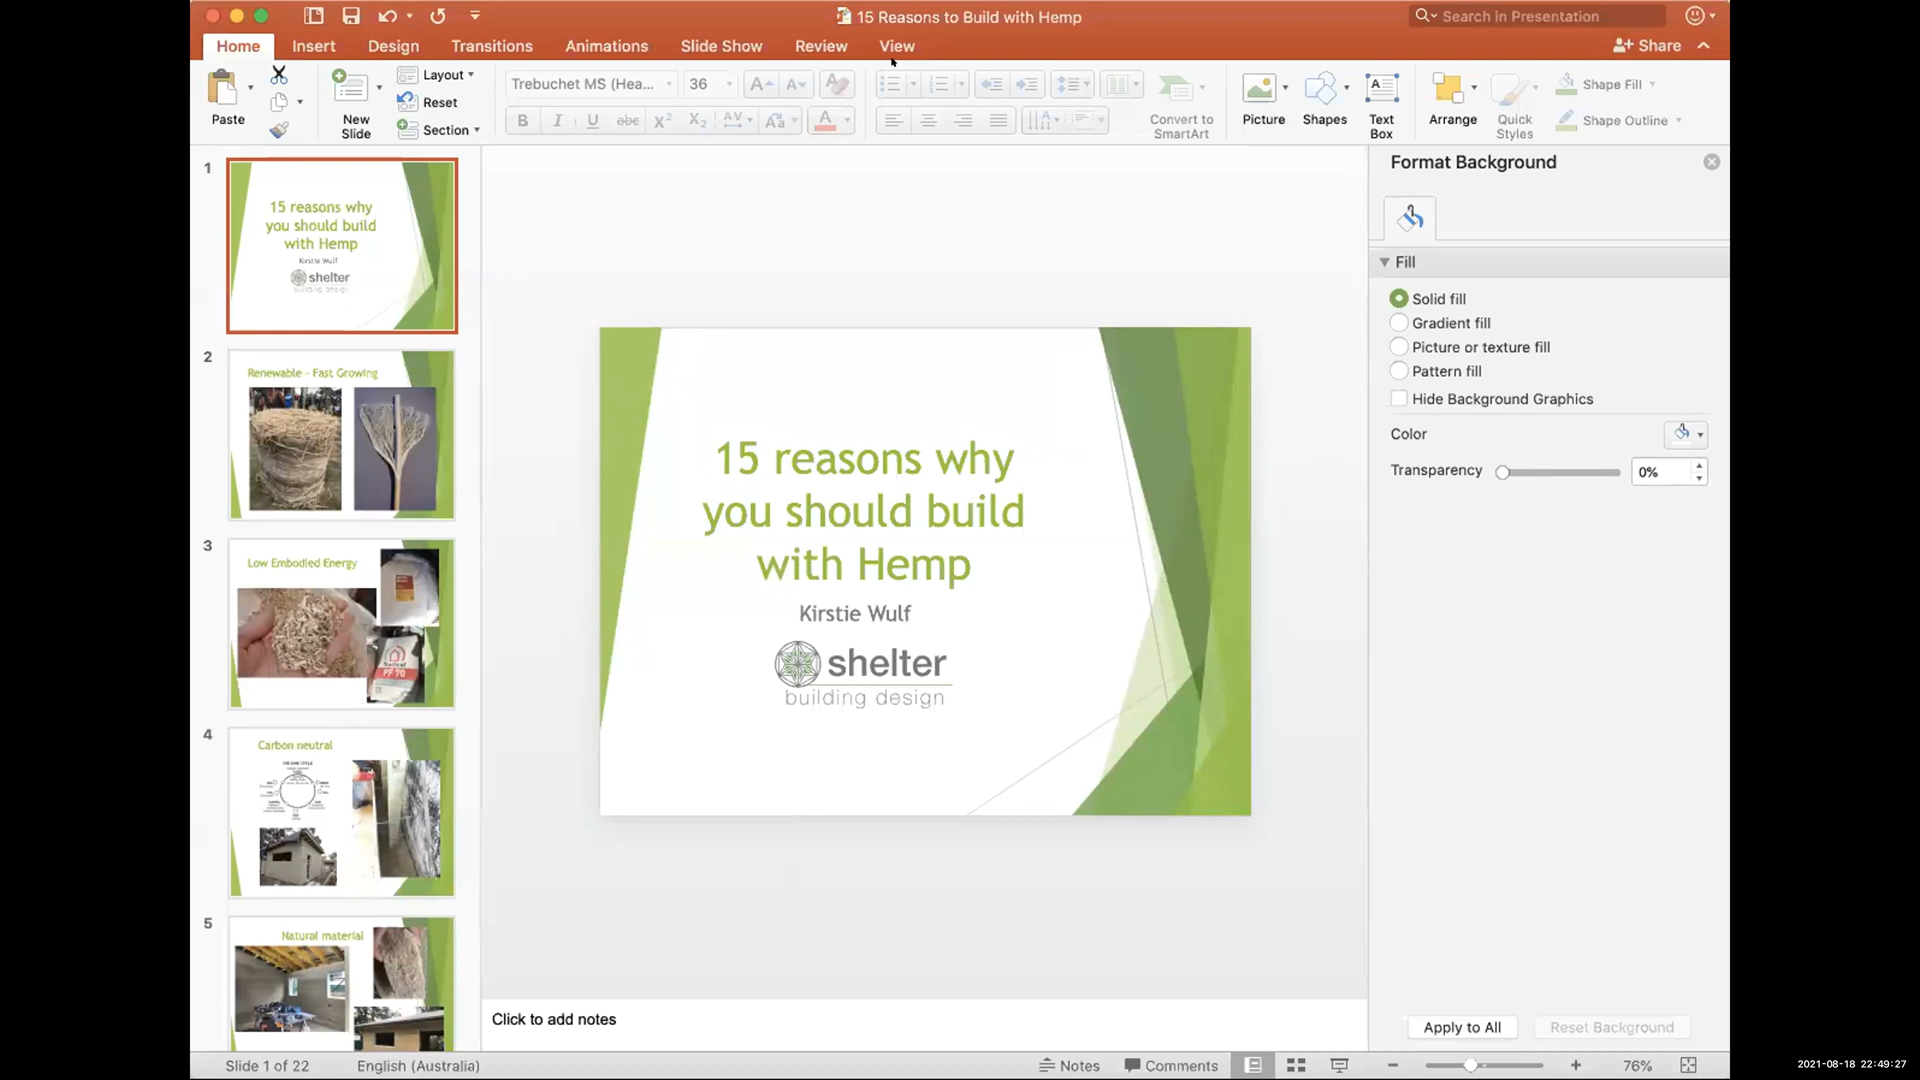 15 Reasons to Build with Hemp
Search in Presentation
Home Insert Design Transitions Animations Slide Show Review View
Share
Paste
New Slide
Layout
Reset
Section
Trebuchet MS (Hea... 36
Convert to SmartArt
Picture
Shapes
Text Box
Arrange
Quick Styles
Shape Fill
Shape Outline
1
15 reasons why
you should build
with Hemp
Kirstie Wulf
shelter
building design
2
Renewable - Fast Growing
3
Low Embodied Energy
PF 70
4
Carbon neutral
5
Natural material
15 reasons why
you should build
with Hemp
Kirstie Wulf
shelter
building design
Click to add notes
Format Background
Fill
Solid fill
Gradient fill
Picture or texture fill
Pattern fill
Hide Background Graphics
Color
Transparency 0%
Apply to All Reset Background
Slide 1 of 22 English (Australia) Notes Comments 76%
2021-08-18 22:49:27